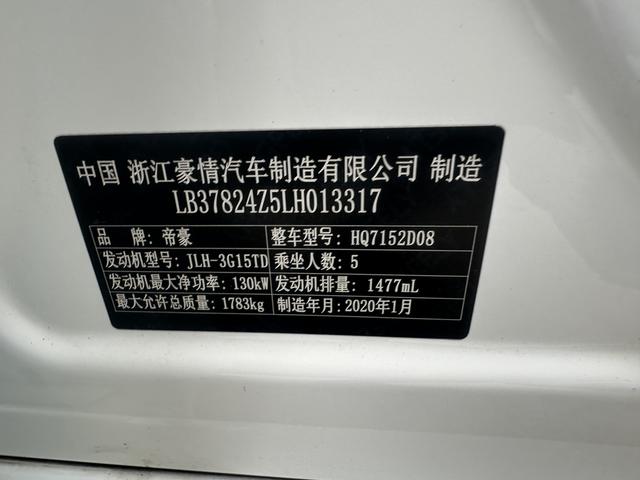 中国 浙江豪情汽车制造有限公司 制造
LB37824Z5LH013317
品 牌:帝豪 整车型号:HQ7152D08
发动机型号:JLH-3G15TD 乘坐人数:5
发动机最大净功率:130kW 发动机排量:1477mL
最大允许总质量:1783kg 制造年月:2020年1月